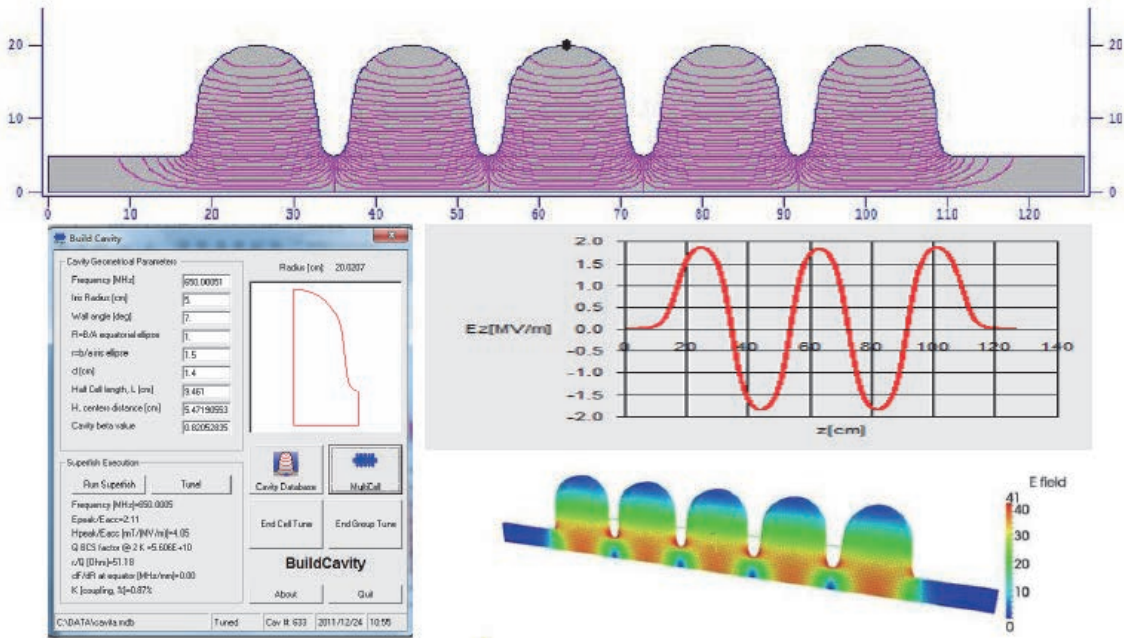 20 20
10 10
0 0
0 10 20 30 40 50 60 70 80 90 100 110 120
Build Cavity
Cavity Geometrical Parameters
Frequency [MHz] 650.00051
Iris Radius [cm] 5.
Wall angle [deg] 7.
R=B/A equatorial ellipse 1.
r=b/a iris ellipse 1.5
d [cm] 1.4
Half Cell length, L [cm] 9.461
H, centers distance [cm] 5.47190553
Cavity beta value 0.82052835
Radius [cm] 20.0207
Superfish Execution
Run Superfish Tune!
Frequency [MHz]=650.0005
Epeak/Eacc=2.11
Hpeak/Eacc [mT/(MV/m)]=4.05
Q BCS factor @ 2 K =5.606E+10
r/Q [Ohm]=51.18
dF/dR at equator [MHz/mm]=0.00
K [coupling, %]=0.87%
Cavity Database MultiCell
End Cell Tune End Group Tune
BuildCavity
About Quit
C:\DATA\cavita.mdb Tuned Cav #: 633 2011/12/24 10:55
2.0
1.5
1.0
0.5
Ez[MV/m] 0.0
0 20 40 60 80 100 120 140
-0.5
-1.0
-1.5
-2.0
z[cm]
E field
41
40
30
20
10
0